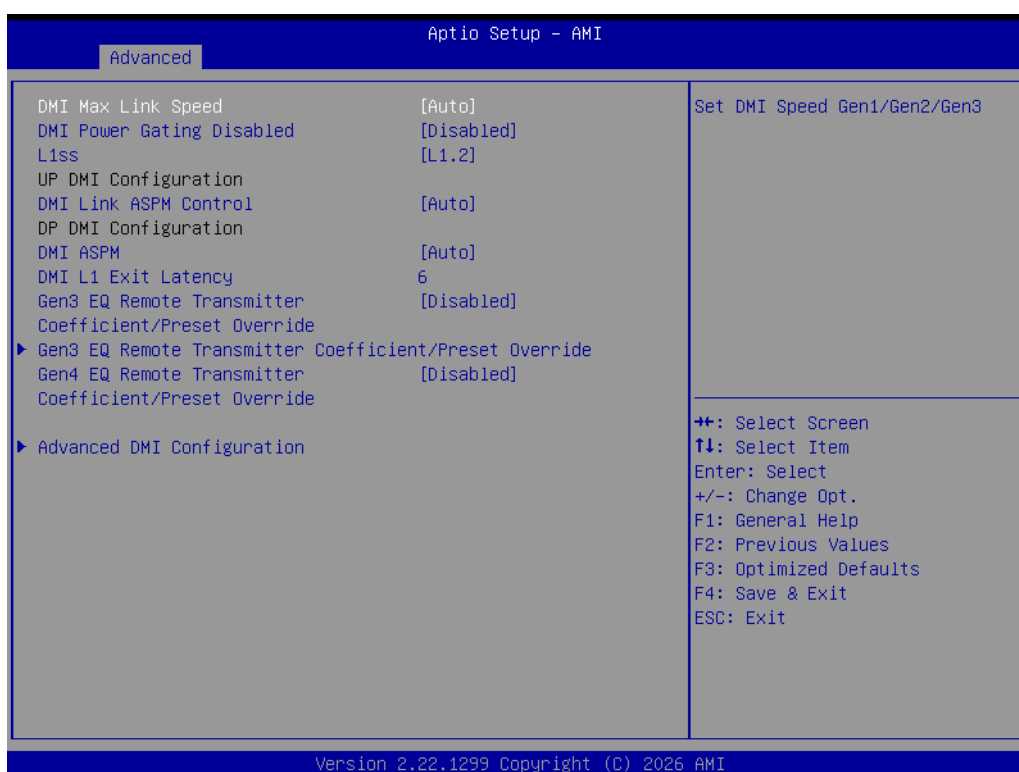 Aptio Setup – AMI
Advanced
DMI Max Link Speed [Auto]
DMI Power Gating Disabled [Disabled]
L1ss [L1.2]
UP DMI Configuration
DMI Link ASPM Control [Auto]
DP DMI Configuration
DMI ASPM [Auto]
DMI L1 Exit Latency 6
Gen3 EQ Remote Transmitter [Disabled]
Coefficient/Preset Override
Gen3 EQ Remote Transmitter Coefficient/Preset Override
Gen4 EQ Remote Transmitter [Disabled]
Coefficient/Preset Override
Advanced DMI Configuration
Set DMI Speed Gen1/Gen2/Gen3
→←: Select Screen
↑↓: Select Item
Enter: Select
+/-: Change Opt.
F1: General Help
F2: Previous Values
F3: Optimized Defaults
F4: Save & Exit
ESC: Exit
Version 2.22.1299 Copyright (C) 2026 AMI